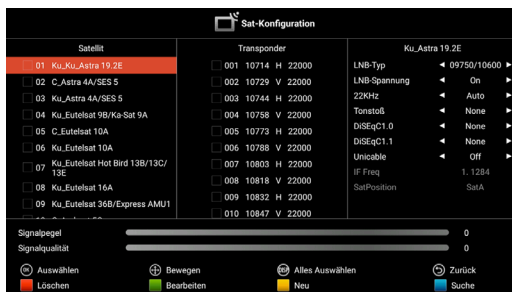 Sat-Konfiguration
Satellit
01 Ku_Ku_Astra 19.2E
02 C_Astra 4A/SES 5
03 Ku_Astra 4A/SES 5
04 Ku_Eutelsat 9B/Ka-Sat 9A
05 C_Eutelsat 10A
06 Ku_Eutelsat 10A
07 Ku_Eutelsat Hot Bird 13B/13C/
13E
08 Ku_Eutelsat 16A
09 Ku_Eutelsat 36B/Express AMU1
Transponder
001 10714 H 22000
002 10729 V 22000
003 10744 H 22000
004 10758 V 22000
005 10773 H 22000
006 10788 V 22000
007 10803 H 22000
008 10818 V 22000
009 10832 H 22000
010 10847 V 22000
Ku_Astra 19.2E
LNB-Typ 09750/10600
LNB-Spannung On
22KHz Auto
Tonstoß None
DiSEqC1.0 None
DiSEqC1.1 None
Unicable Off
IF Freq 1. 1284
SatPosition SatA
Signalpegel 0
Signalqualität 0
OK Auswählen
Bewegen
DISP Alles Auswählen
Zurück
Löschen
Bearbeiten
Neu
Suche